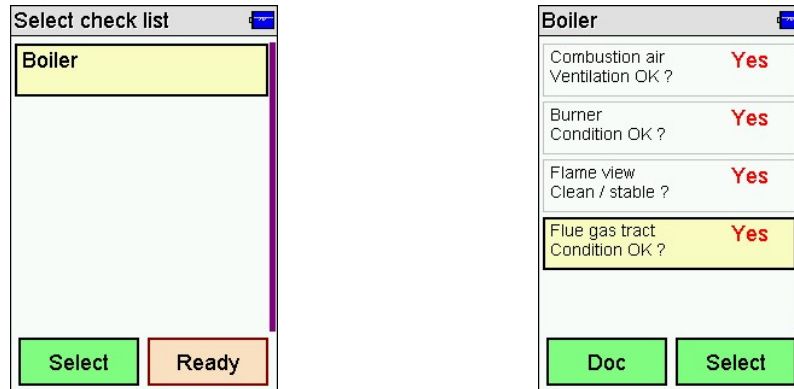 Select check list
Boiler
Select
Ready
Boiler
Combustion air
Ventilation OK ?
Yes
Burner
Condition OK ?
Yes
Flame view
Clean / stable ?
Yes
Flue gas tract
Condition OK ?
Yes
Doc
Select